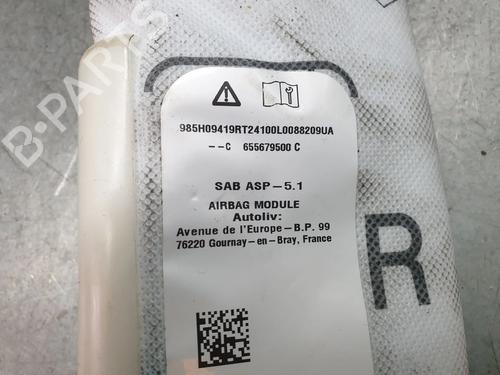 985H09419RT24100L0088209UA
--C 655679500 C
SAB ASP-5.1
AIRBAG MODULE
Autoliv:
Avenue de l'Europe-B.P. 99
76220 Gournay-en-Bray, France
R
B-PARTS